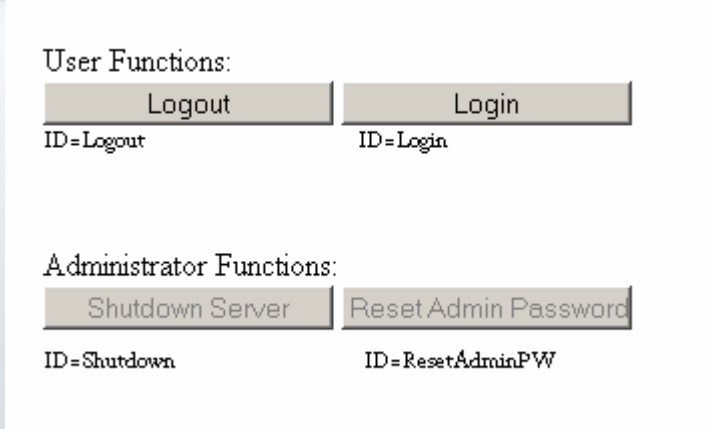 User Functions:
Logout Login
ID=Logout ID=Login
Administrator Functions:
Shutdown Server Reset Admin Password
ID=Shutdown ID=ResetAdminPW